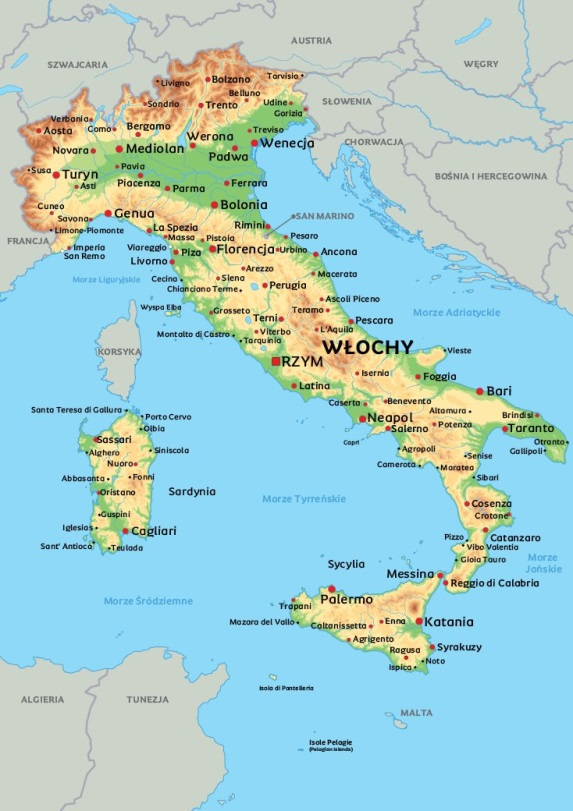 AUSTRIA
SZWAJCARIA
WĘGRY
Livigno
Bolzano
Tarvisio
Belluno
Sondrio
Trento
Udine
Gorizia
SŁOWENIA
Verbania
Como
Bergamo
Aosta
Treviso
Werona
Wenecja
CHORWACJA
Novara
Mediolan
Padwa
Susa
Turyn
Pavia
Piacenza
Asti
Parma
Ferrara
BOŚNIA I HERCEGOWINA
Cuneo
Savona
Genua
Bolonia
SAN MARINO
Limone-Piomonte
La Spezia
Massa
Pistoia
Rimini
Pesaro
FRANCJA
Imperia
San Remo
Viareggio
Piza
Florencja
Urbino
Ancona
Livorno
Arezzo
Macerata
Morze Liguryjskie
Cecina
Siena
Chianciano Terme
Perugia
Wyspa Elba
Grosseto
Ascoli Piceno
Teramo
Terni
Morze Adriatyckie
Pescara
Montalto di Castro
Viterbo
L'Aquila
Tarquinia
WŁOCHY
Vieste
KORSYKA
RZYM
Isernia
Foggia
Latina
Bari
Caserta
Benevento
Santa Teresa di Gallura
Porto Cervo
Altamura
Brindisi
Neapol
Olbia
Salerno
Potenza
Taranto
Sassari
Capri
Otranto
Alghero
Siniscola
Agropoli
Gallipoli
Nuoro
Senise
Camerota
Maratea
Abbasanta
Fonni
Sibari
Oristano
Sardynia
Morze Tyrreńskie
Cosenza
Guspini
Crotone
Iglesias
Cagliari
Pizzo
Catanzaro
Sant' Antioco
Teulada
Vibo Valentia
Gioia Tauro
Morze
Jońskie
Sycylia
Messina
Reggio di Calabria
Morze Śródziemne
Palermo
Trapani
Mazara del Vallo
Caltanissetta
Enna
Katania
Agrigento
Ragusa
Syrakuzy
Noto
Ispica
ALGIERIA
TUNEZJA
Isola di Pantelleria
MALTA
Isole Pelagie
(Pelagian Islands)